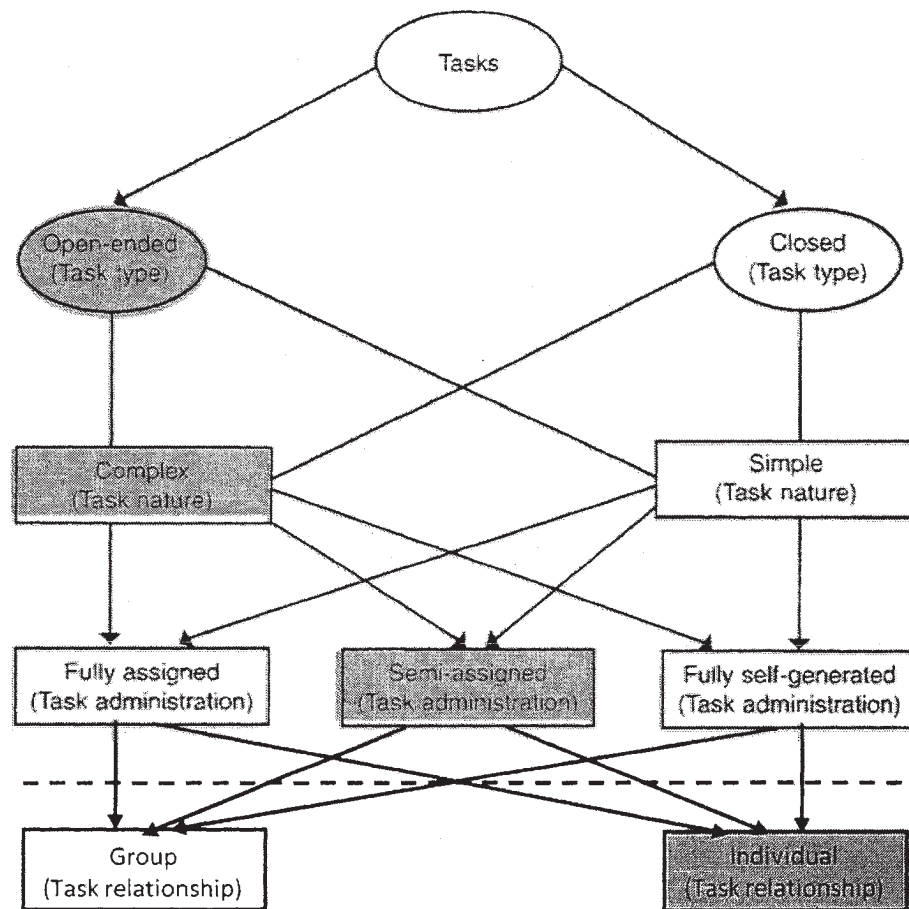 Tasks
Open-ended
(Task type)
Closed
(Task type)
Complex
(Task nature)
Simple
(Task nature)
Fully assigned
(Task administration)
Semi-assigned
(Task administration)
Fully self-generated
(Task administration)
Group
(Task relationship)
Individual
(Task relationship)